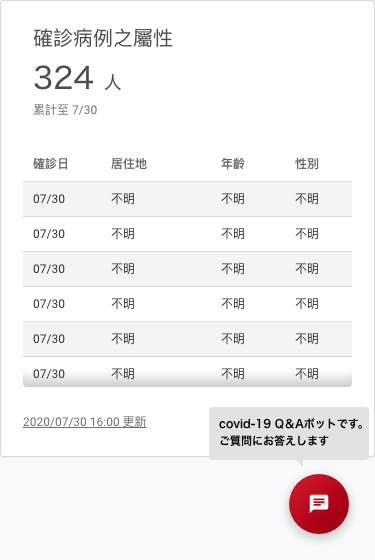 確診病例之屬性
324 人
累計至 7/30
確診日 居住地 年齡 性別
07/30 不明 不明 不明
07/30 不明 不明 不明
07/30 不明 不明 不明
07/30 不明 不明 不明
07/30 不明 不明 不明
07/30 不明 不明 不明
2020/07/30 16:00 更新
covid-19 Q&Aボットです。
ご質問にお答えします